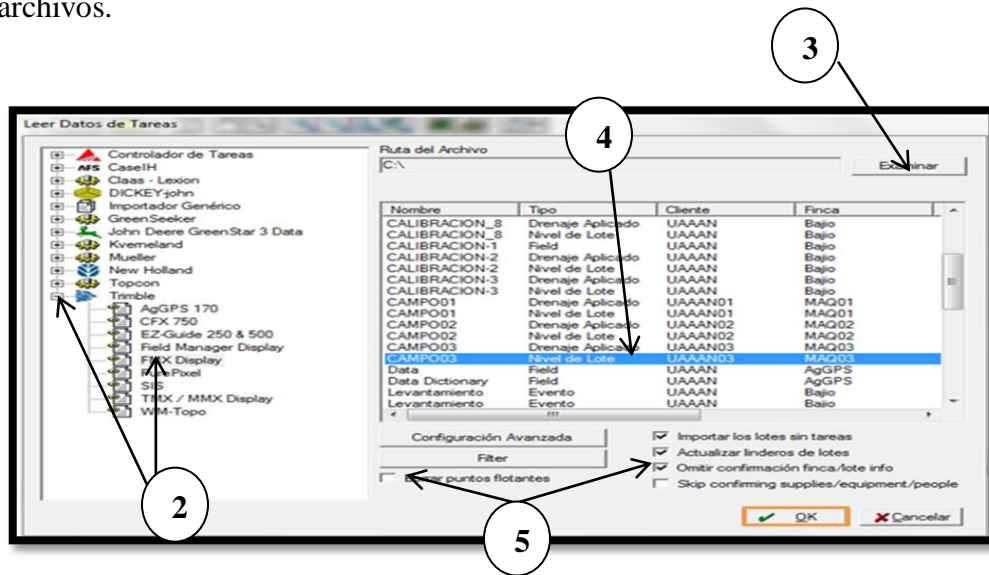 archivos.
3
4
Leer Datos de Tareas
Controlador de Tareas
AFS CaseIH
Claas - Lexion
DICKEY-john
Importador Genérico
GreenSeeker
John Deere GreenStar 3 Data
Kverneland
Mueller
New Holland
Topcon
Trimble
AgGPS 170
CFX 750
EZ-Guide 250 & 500
Field Manager Display
FMX Display
PurePixel
SIS
TMX / MMX Display
WM-Topo
2
Ruta del Archivo
C:\
Examinar
Nombre Tipo Cliente Finca
CALIBRACION_8 Drenaje Aplicado UAAAN Bajio
CALIBRACION_8 Nivel de Lote UAAAN Bajio
CALIBRACION-1 Field UAAAN Bajio
CALIBRACION-2 Drenaje Aplicado UAAAN Bajio
CALIBRACION-2 Nivel de Lote UAAAN Bajio
CALIBRACION-3 Drenaje Aplicado UAAAN Bajio
CALIBRACION-3 Nivel de Lote UAAAN Bajio
CAMPO01 Drenaje Aplicado UAAAN01 MAQ01
CAMPO01 Nivel de Lote UAAAN01 MAQ01
CAMPO02 Drenaje Aplicado UAAAN02 MAQ02
CAMPO02 Nivel de Lote UAAAN02 MAQ02
CAMPO03 Drenaje Aplicado UAAAN03 MAQ03
CAMPO03 Nivel de Lote UAAAN03 MAQ03
Data Field UAAAN AgGPS
Data Dictionary Field UAAAN AgGPS
Levantamiento Evento UAAAN Bajio
Levantamiento Evento UAAAN Bajio
Configuración Avanzada
Filter
puntos flotantes
Importar los lotes sin tareas
Actualizar linderos de lotes
Omitir confirmación finca/lote info
Skip confirming supplies/equipment/people
5
OK
Cancelar